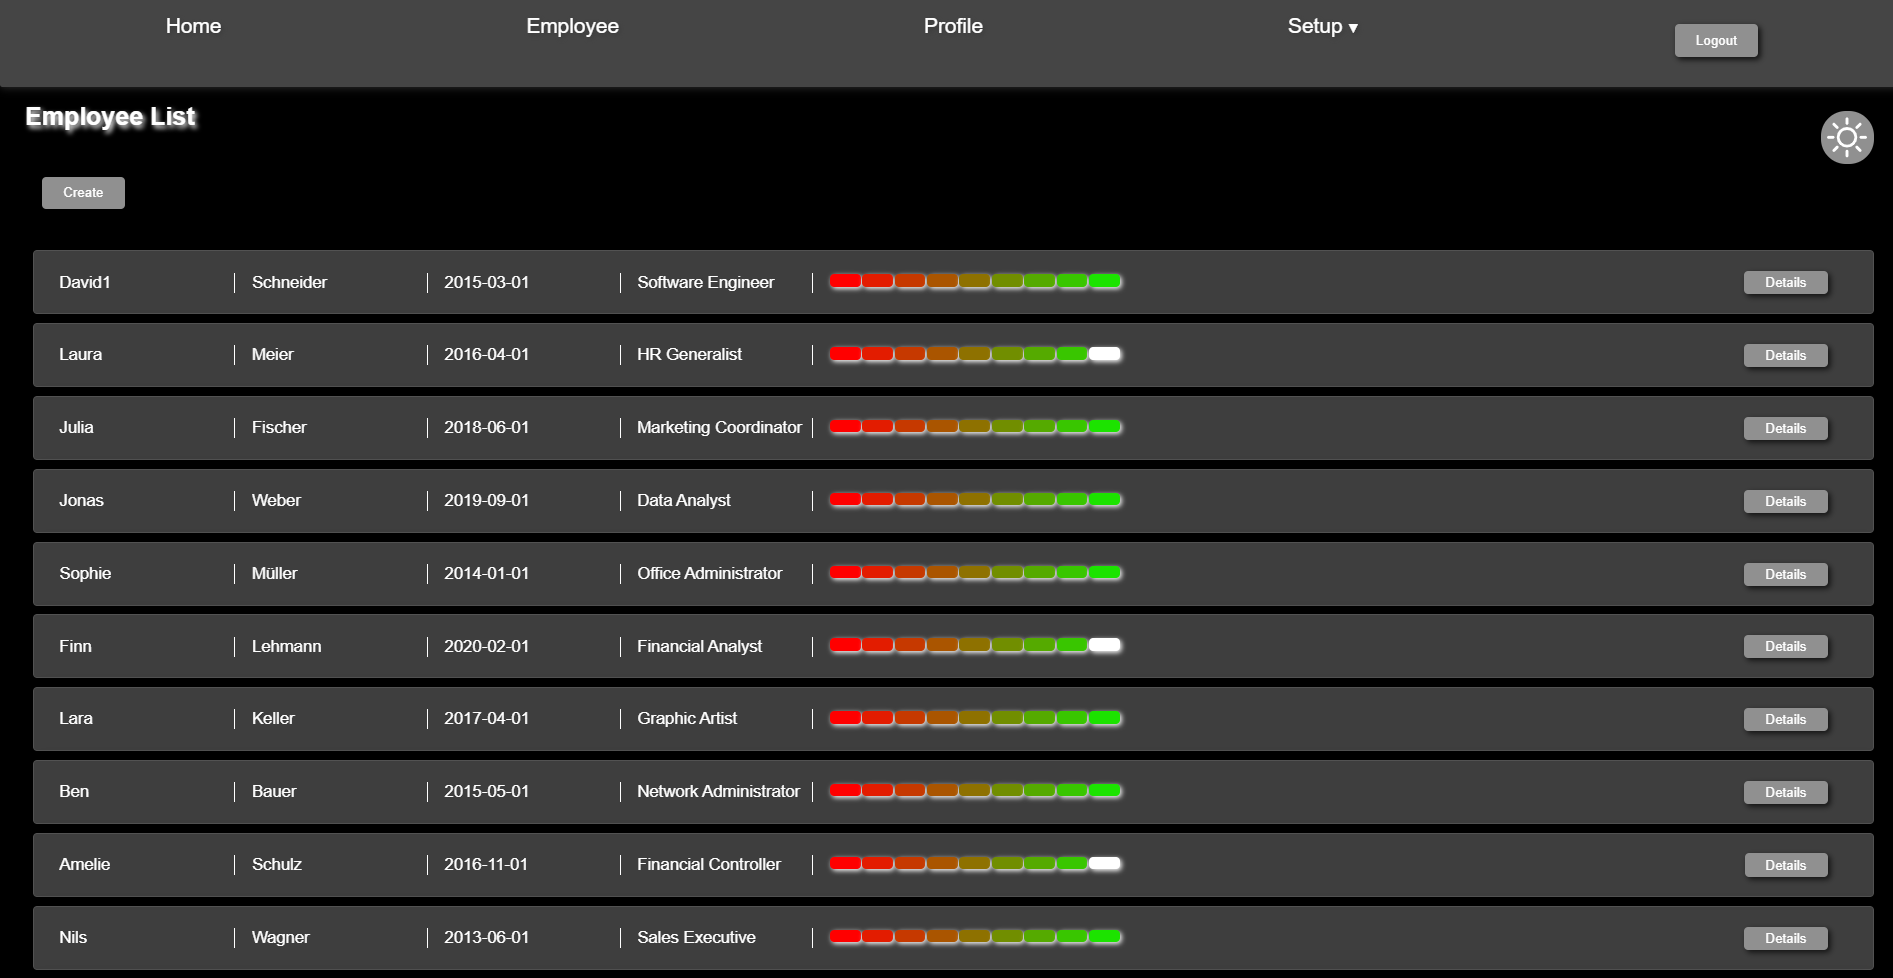 Home Employee Profile Setup ▼ Logout
Employee List
Create
David1 Schneider 2015-03-01 Software Engineer Details
Laura Meier 2016-04-01 HR Generalist Details
Julia Fischer 2018-06-01 Marketing Coordinator Details
Jonas Weber 2019-09-01 Data Analyst Details
Sophie Müller 2014-01-01 Office Administrator Details
Finn Lehmann 2020-02-01 Financial Analyst Details
Lara Keller 2017-04-01 Graphic Artist Details
Ben Bauer 2015-05-01 Network Administrator Details
Amelie Schulz 2016-11-01 Financial Controller Details
Nils Wagner 2013-06-01 Sales Executive Details